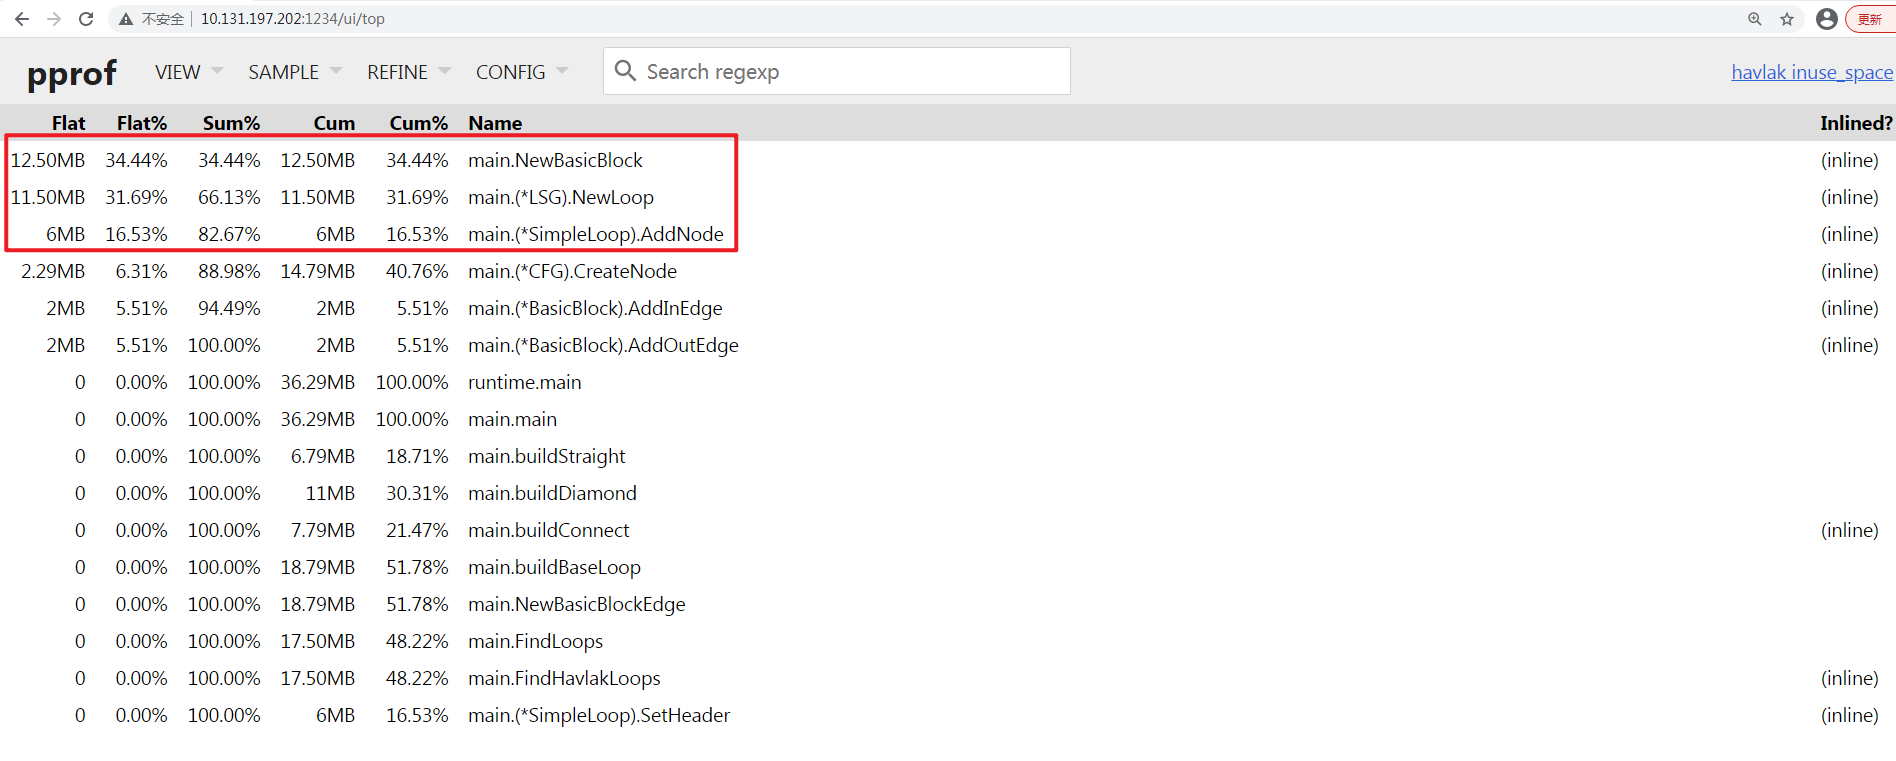 不安全 10.131.197.202:1234/ui/top 更新
pprof VIEW SAMPLE REFINE CONFIG Search regexp havlak inuse_space
Flat Flat% Sum% Cum Cum% Name Inlined?
12.50MB 34.44% 34.44% 12.50MB 34.44% main.NewBasicBlock (inline)
11.50MB 31.69% 66.13% 11.50MB 31.69% main.(*LSG).NewLoop (inline)
6MB 16.53% 82.67% 6MB 16.53% main.(*SimpleLoop).AddNode (inline)
2.29MB 6.31% 88.98% 14.79MB 40.76% main.(*CFG).CreateNode (inline)
2MB 5.51% 94.49% 2MB 5.51% main.(*BasicBlock).AddInEdge (inline)
2MB 5.51% 100.00% 2MB 5.51% main.(*BasicBlock).AddOutEdge (inline)
0 0.00% 100.00% 36.29MB 100.00% runtime.main
0 0.00% 100.00% 36.29MB 100.00% main.main
0 0.00% 100.00% 6.79MB 18.71% main.buildStraight
0 0.00% 100.00% 11MB 30.31% main.buildDiamond
0 0.00% 100.00% 7.79MB 21.47% main.buildConnect (inline)
0 0.00% 100.00% 18.79MB 51.78% main.buildBaseLoop
0 0.00% 100.00% 18.79MB 51.78% main.NewBasicBlockEdge
0 0.00% 100.00% 17.50MB 48.22% main.FindLoops
0 0.00% 100.00% 17.50MB 48.22% main.FindHavlakLoops (inline)
0 0.00% 100.00% 6MB 16.53% main.(*SimpleLoop).SetHeader (inline)